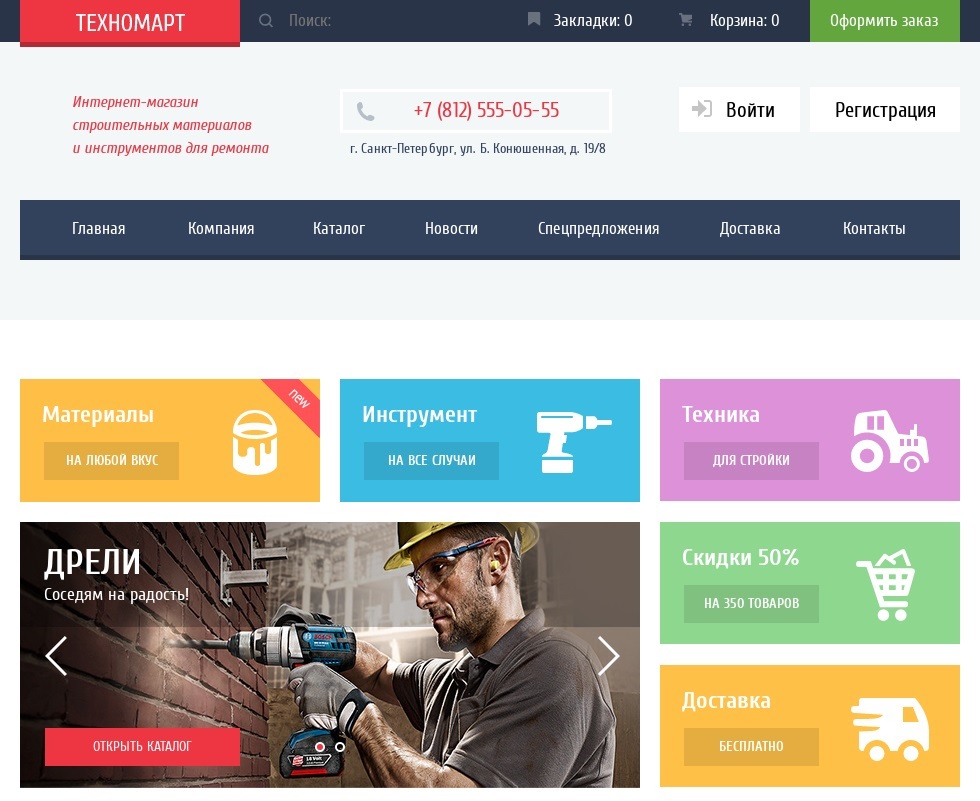 ТЕХНОМАРТ
Поиск:
Закладки: 0
Корзина: 0
Оформить заказ
Интернет-магазин
строительных материалов
и инструментов для ремонта
+7 (812) 555-05-55
г. Санкт-Петербург, ул. Б. Конюшенная, д. 19/8
Войти
Регистрация
Главная
Компания
Каталог
Новости
Спецпредложения
Доставка
Контакты
Материалы
НА ЛЮБОЙ ВКУС
new
Инструмент
НА ВСЕ СЛУЧАИ
Техника
ДЛЯ СТРОЙКИ
ДРЕЛИ
Соседям на радость!
BOSCH
18 Volt
ОТКРЫТЬ КАТАЛОГ
Скидки 50%
НА 350 ТОВАРОВ
Доставка
БЕСПЛАТНО